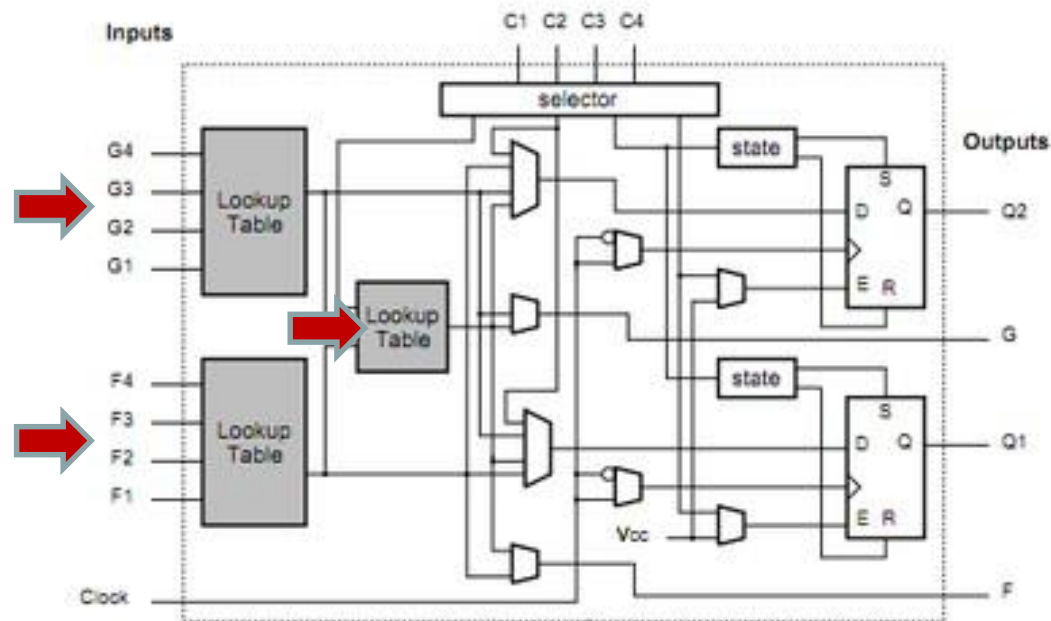 Inputs
C1 C2 C3 C4
selector
G4
G3
G2
G1
Lookup
Table
state
Outputs
S
D Q
E R
Q2
Lookup
Table
G
F4
F3
F2
F1
Lookup
Table
state
S
D Q
E R
Q1
Vcc
F
Clock